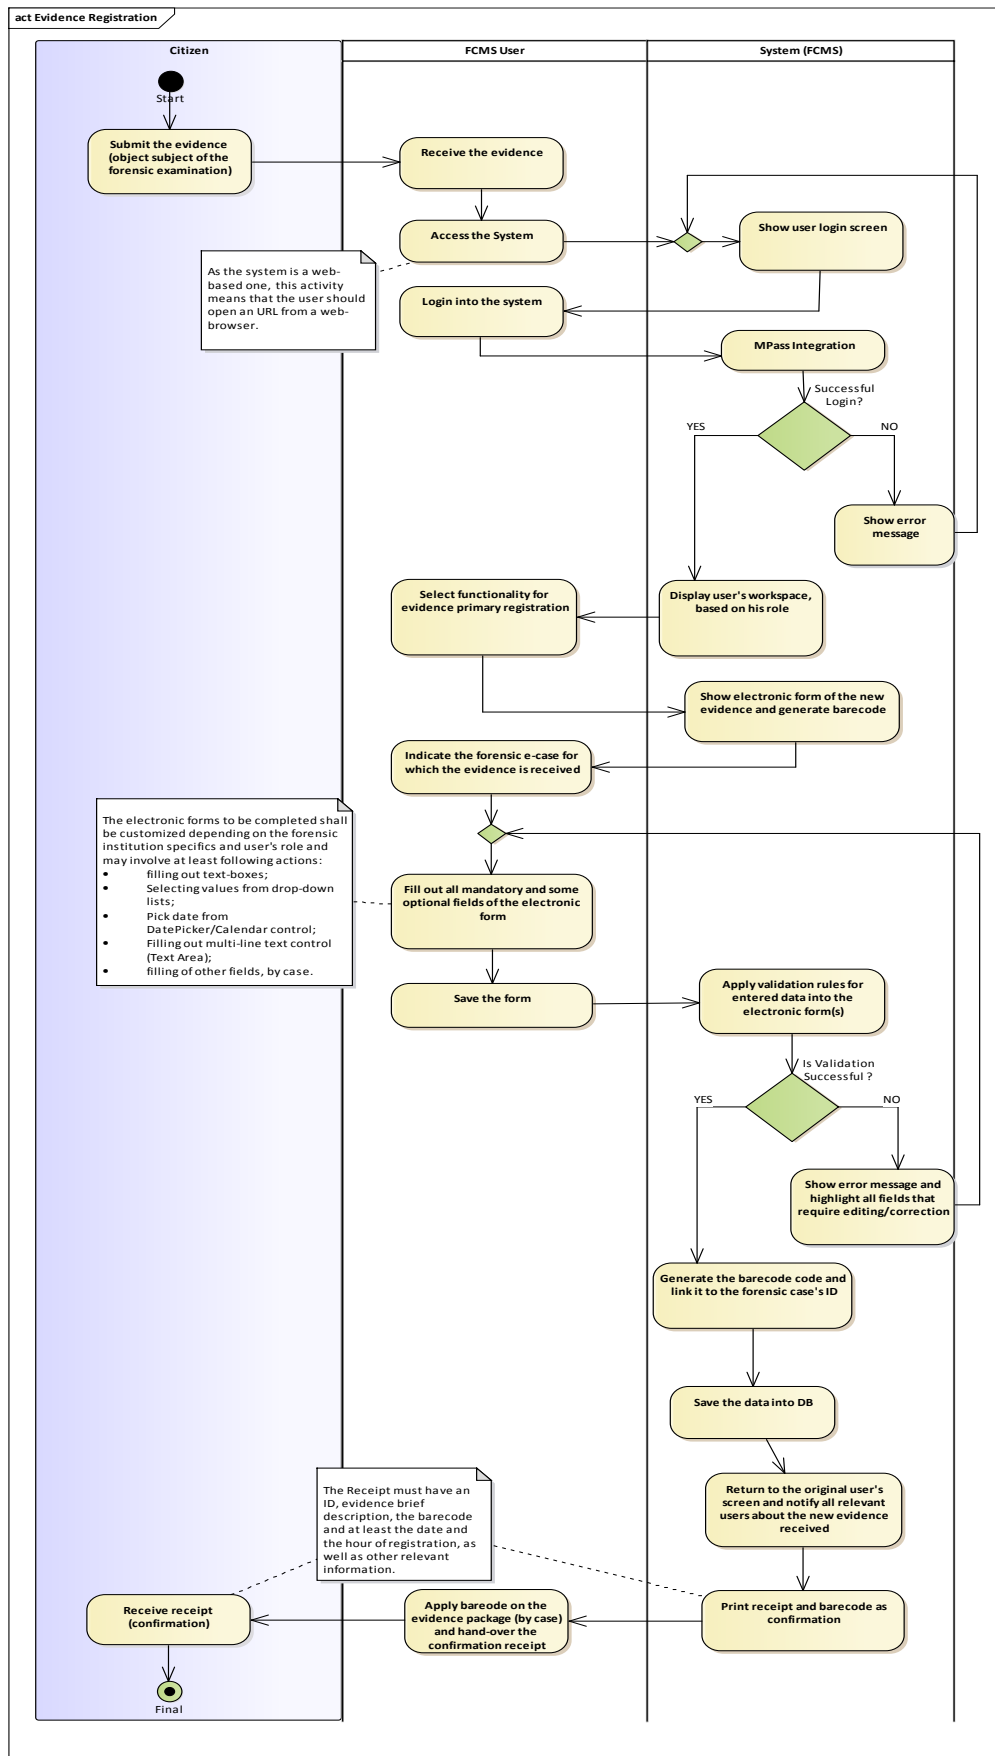 act Evidence Registration
Citizen
FCMS User
System (FCMS)
Start
Submit the evidence
(object subject of the
forensic examination)
Receive the evidence
Access the System
Show user login screen
As the system is a web-
based one, this activity
means that the user should
open an URL from a web-
browser.
Login into the system
MPass Integration
Successful
Login?
YES
NO
Show error
message
Select functionality for
evidence primary registration
Display user's workspace,
based on his role
Show electronic form of the new
evidence and generate barecode
Indicate the forensic e-case for
which the evidence is received
The electronic forms to be completed shall
be customized depending on the forensic
institution specifics and user's role and
may involve at least following actions:
• filling out text-boxes;
• Selecting values from drop-down
lists;
• Pick date from
DatePicker/Calendar control;
• Filling out multi-line text control
(Text Area);
• filling of other fields, by case.
Fill out all mandatory and some
optional fields of the electronic
form
Save the form
Apply validation rules for
entered data into the
electronic form(s)
Is Validation
Successful ?
YES
NO
Show error message and
highlight all fields that
require editing/correction
Generate the barecode code and
link it to the forensic case's ID
Save the data into DB
Return to the original user's
screen and notify all relevant
users about the new evidence
received
The Receipt must have an
ID, evidence brief
description, the barecode
and at least the date and
the hour of registration, as
well as other relevant
information.
Receive receipt
(confirmation)
Apply bareode on the
evidence package (by case)
and hand-over the
confirmation receipt
Print receipt and barecode as
confirmation
Final